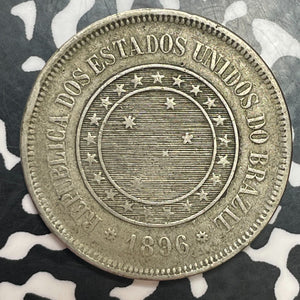 REPUBLICA DOS ESTADOS UNIDOS DO BRAZIL
1896